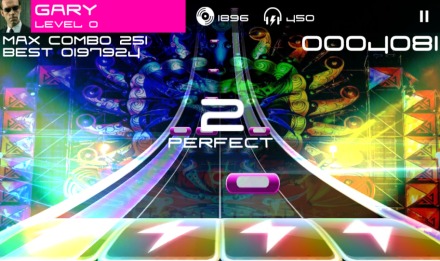 GARY
LEVEL 0
1896
450
MAX COMBO 251
BEST 0197924
0004081
2
PERFECT